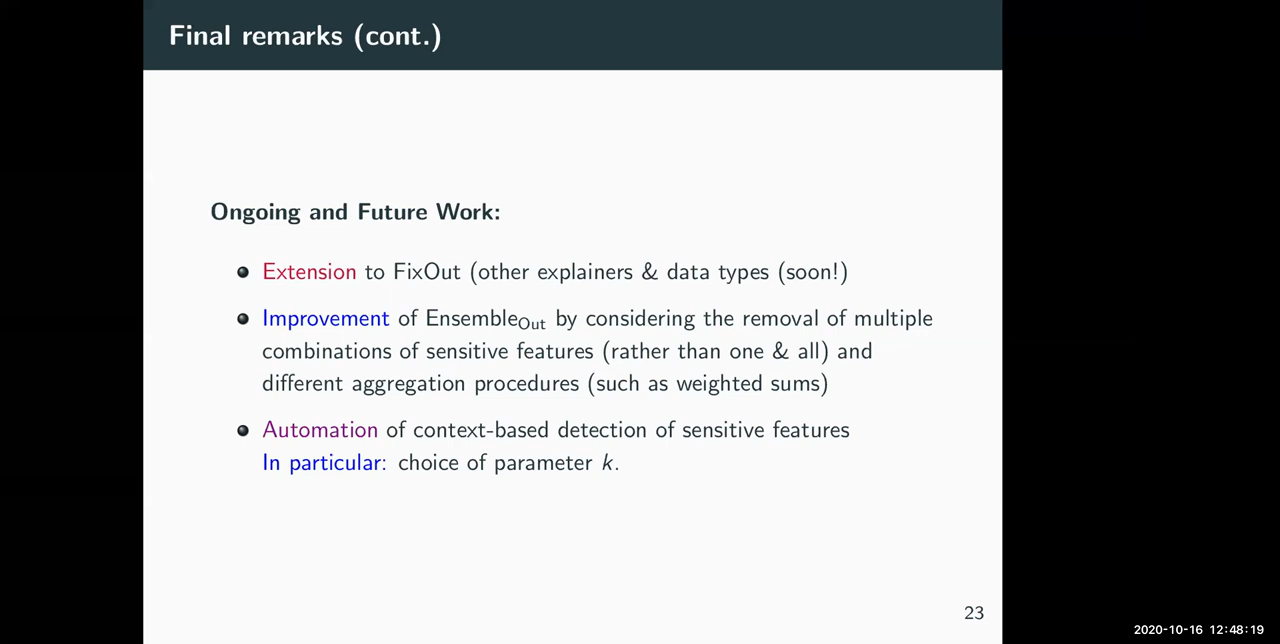 Final remarks (cont.)
Ongoing and Future Work:
Extension to FixOut (other explainers & data types (soon!)
Improvement of EnsembleOut by considering the removal of multiple
combinations of sensitive features (rather than one & all) and
different aggregation procedures (such as weighted sums)
Automation of context-based detection of sensitive features
In particular: choice of parameter k.
23
2020-10-16 12:48:19